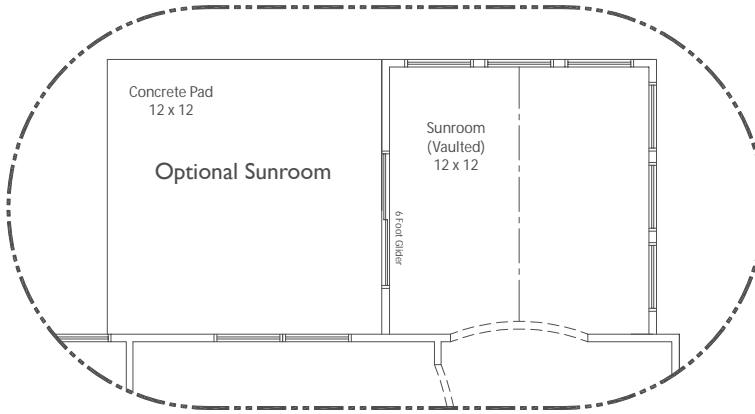 Concrete Pad
12 x 12
Optional Sunroom
Sunroom
(Vaulted)
12 x 12
6 Foot Glider